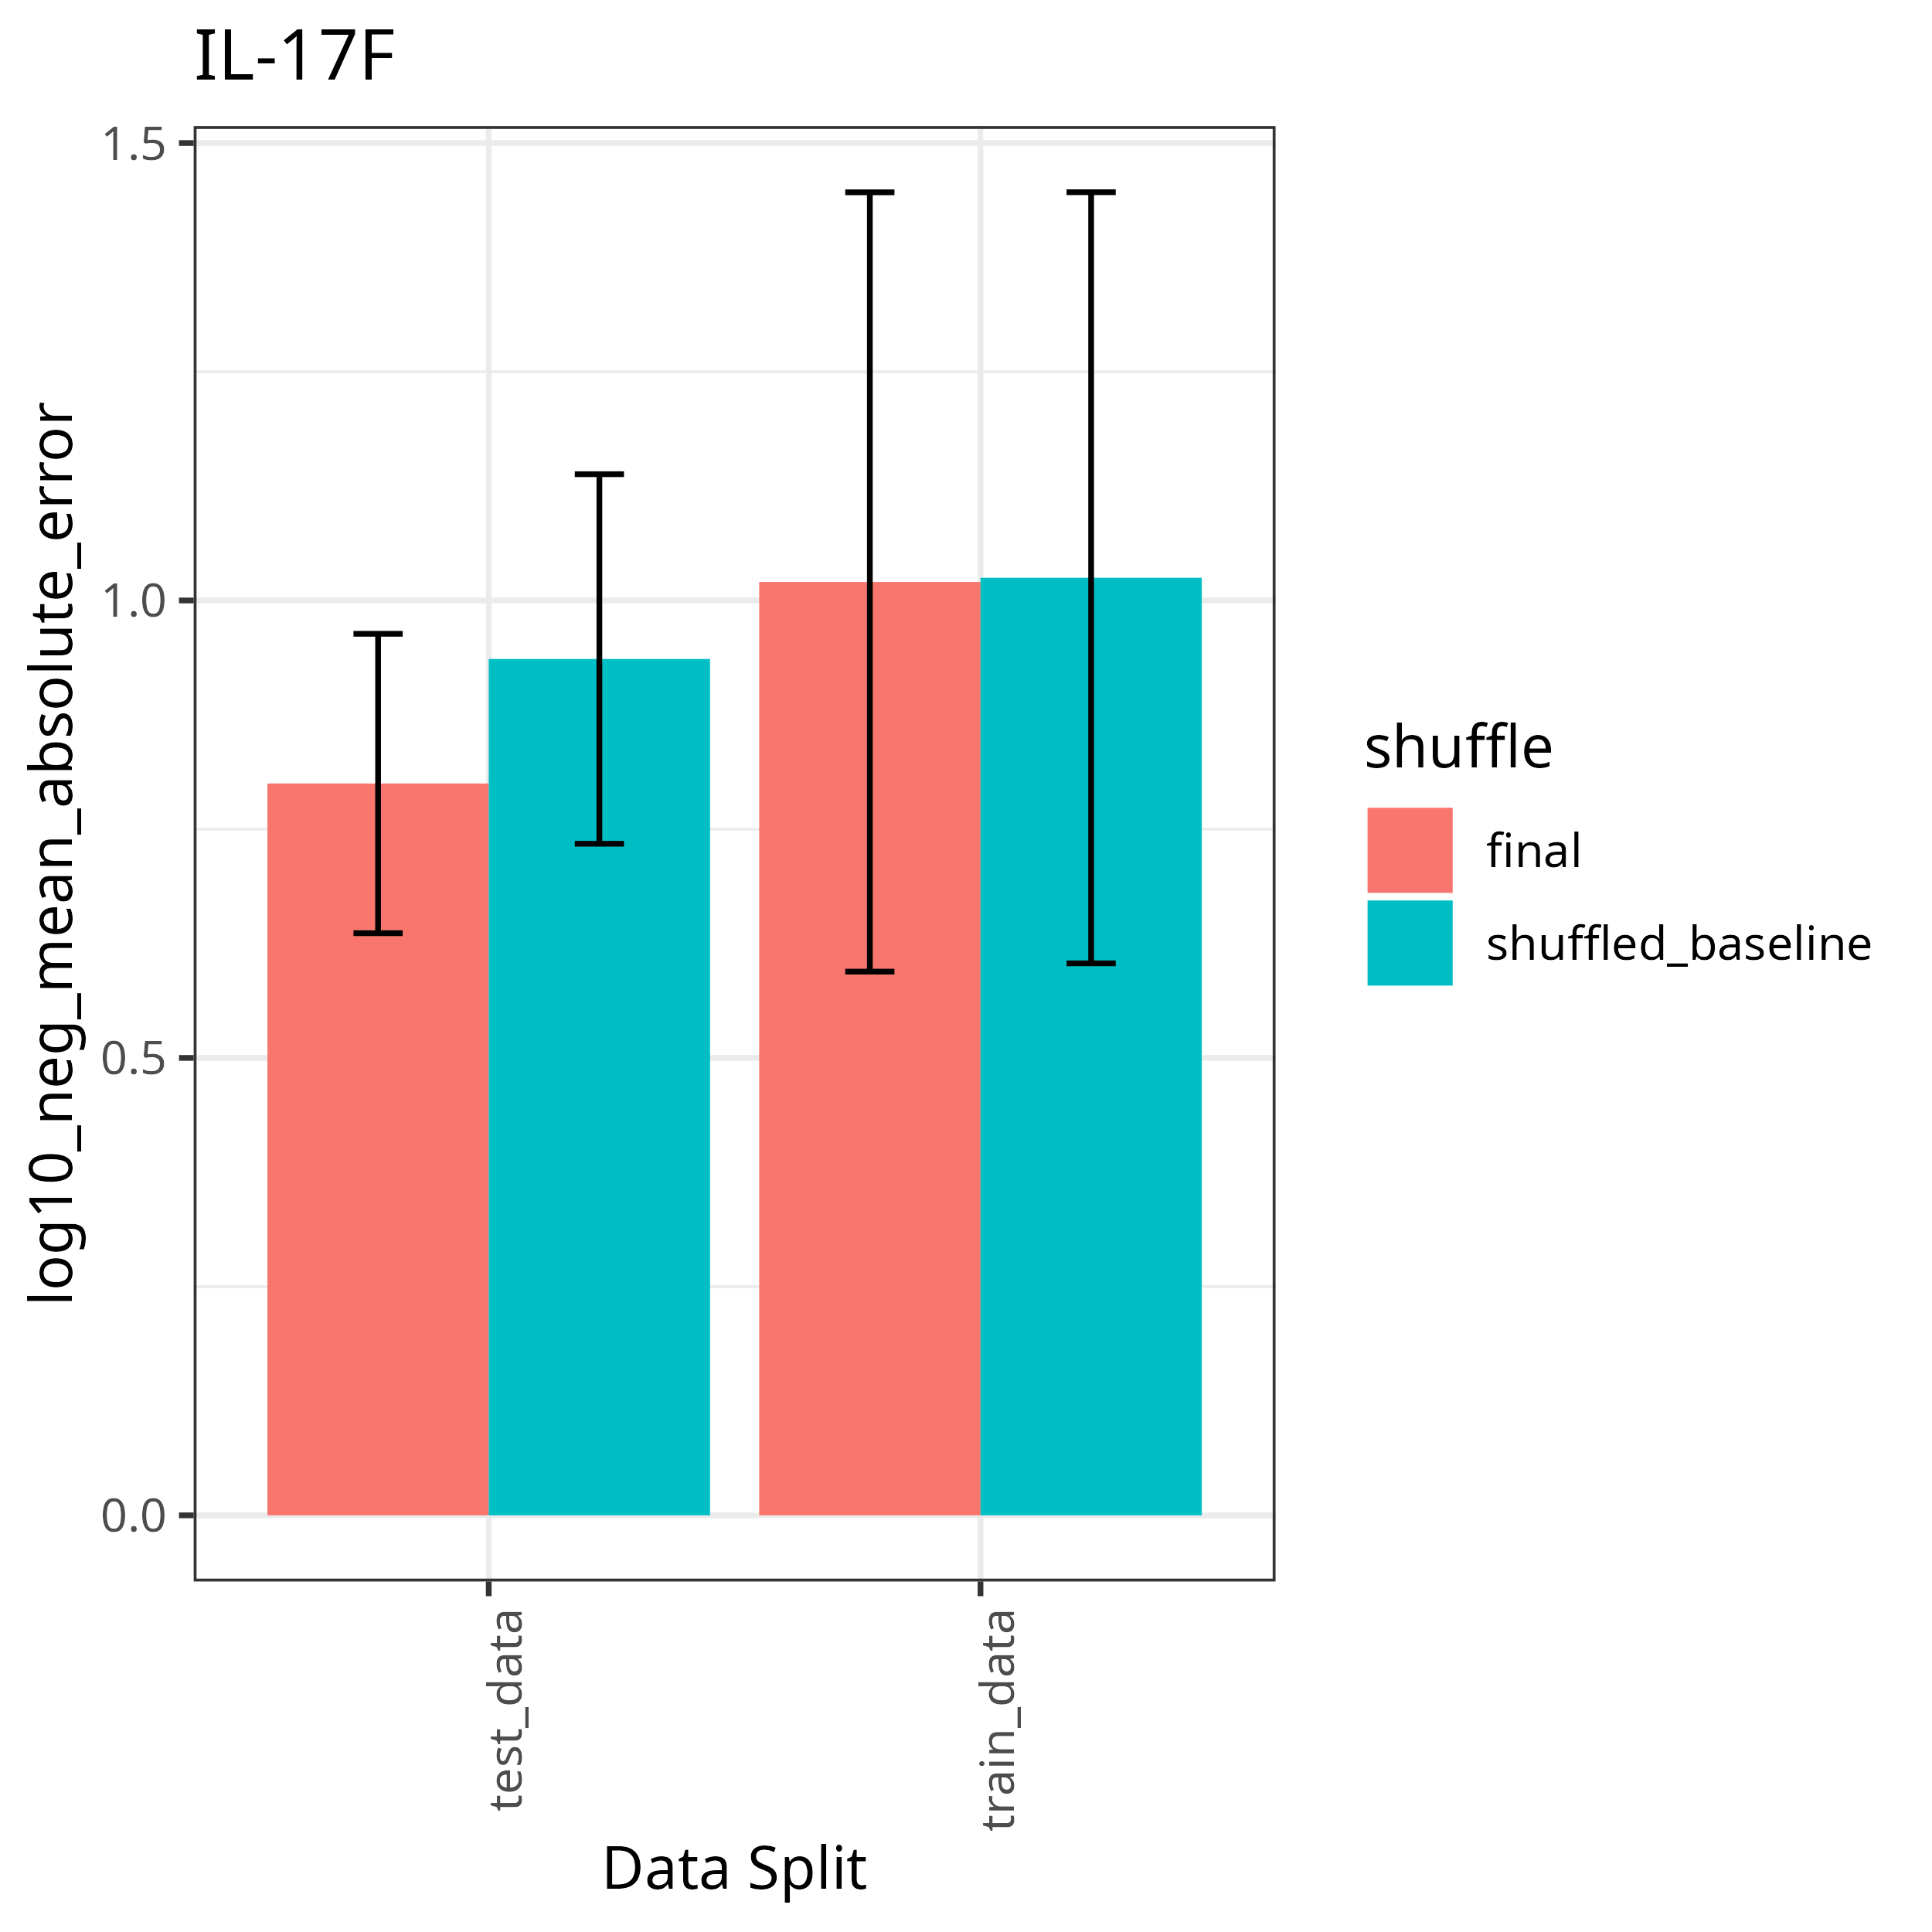 IL-17F
log10_neg_mean_absolute_error
1.5
1.0
0.5
0.0
test_data
train_data
Data Split
shuffle
final
shuffled_baseline